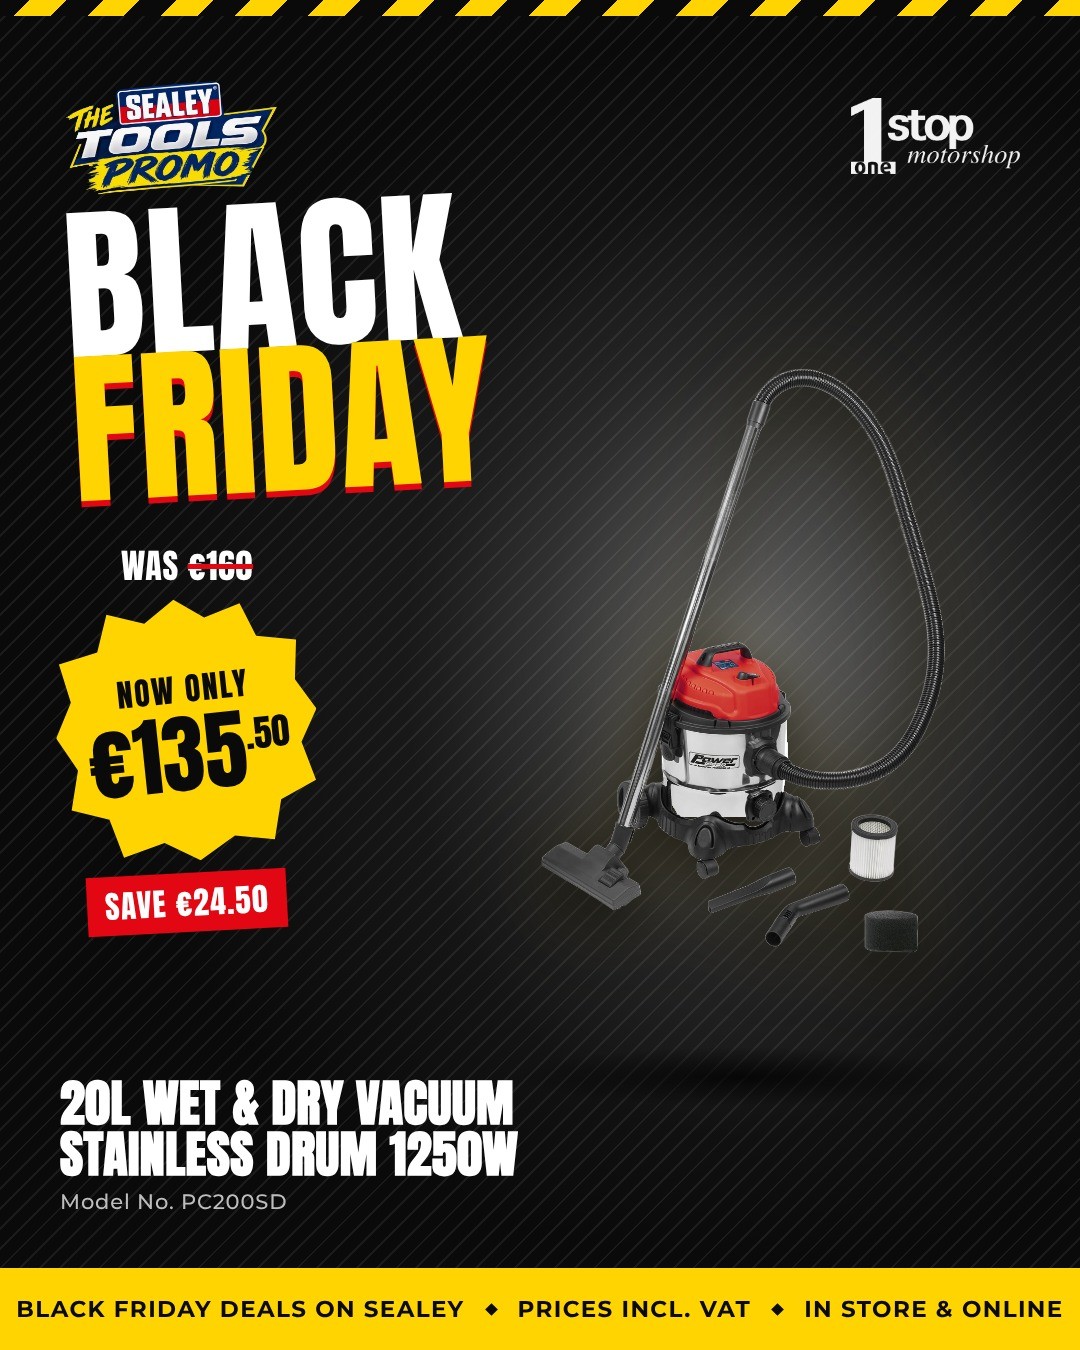 THE SEALEY
TOOLS
PROMO
1 stop
one motorshop
BLACK
FRIDAY
WAS €160
NOW ONLY
€135.50
SAVE €24.50
Power
20L WET & DRY VACUUM
STAINLESS DRUM 1250W
Model No. PC200SD
BLACK FRIDAY DEALS ON SEALEY ◆ PRICES INCL. VAT ◆ IN STORE & ONLINE